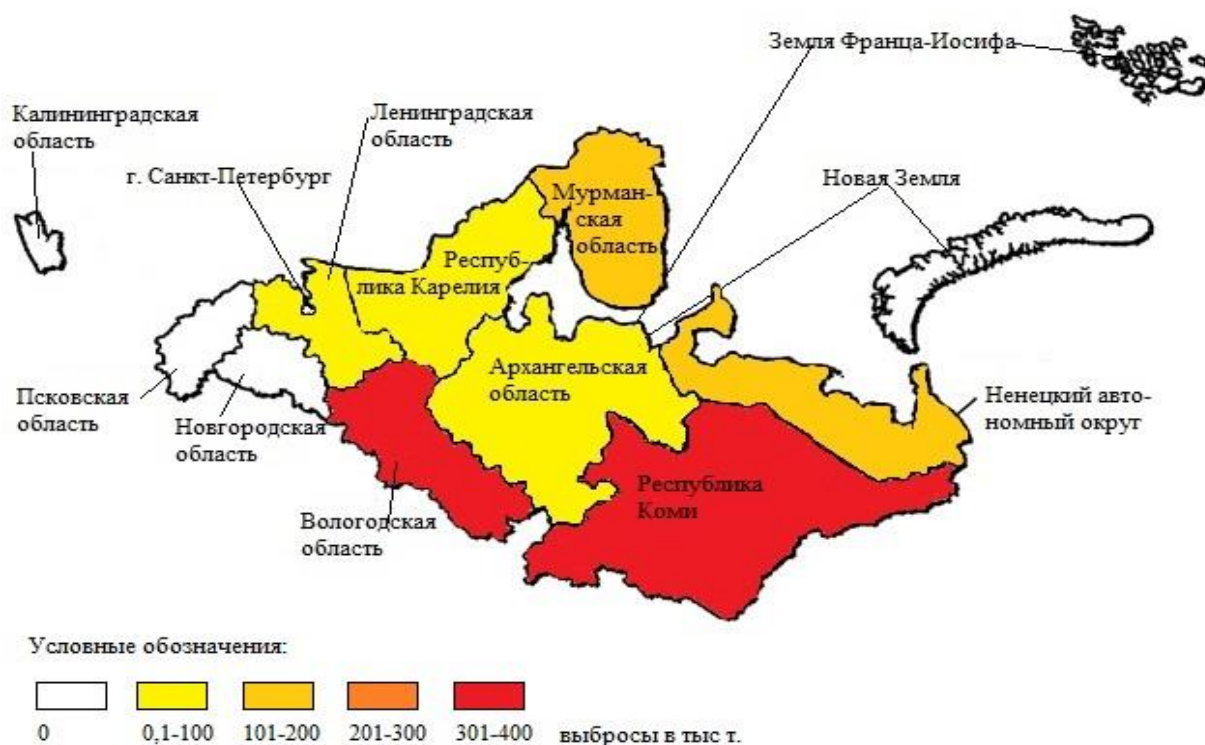 Земля Франца-Иосифа
Калининградская
область
Ленинградская
область
г. Санкт-Петербург
Новая Земля
Мурман-
ская
область
Респуб-
лика Карелия
Архангельская
область
Псковская
область
Новгородская
область
Ненецкий авто-
номный округ
Республика
Коми
Вологодская
область
Условные обозначения:
0 0,1-100 101-200 201-300 301-400 выбросы в тыс т.